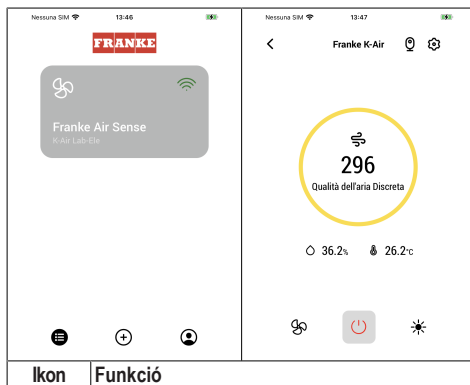 Nessuna SIM 13:46
FRANKE
Franke Air Sense
K-Air Lab-Ele
Nessuna SIM 13:47
Franke K-Air
296
Qualità dell'aria Discreta
36.2% 26.2°C
Ikon Funkció